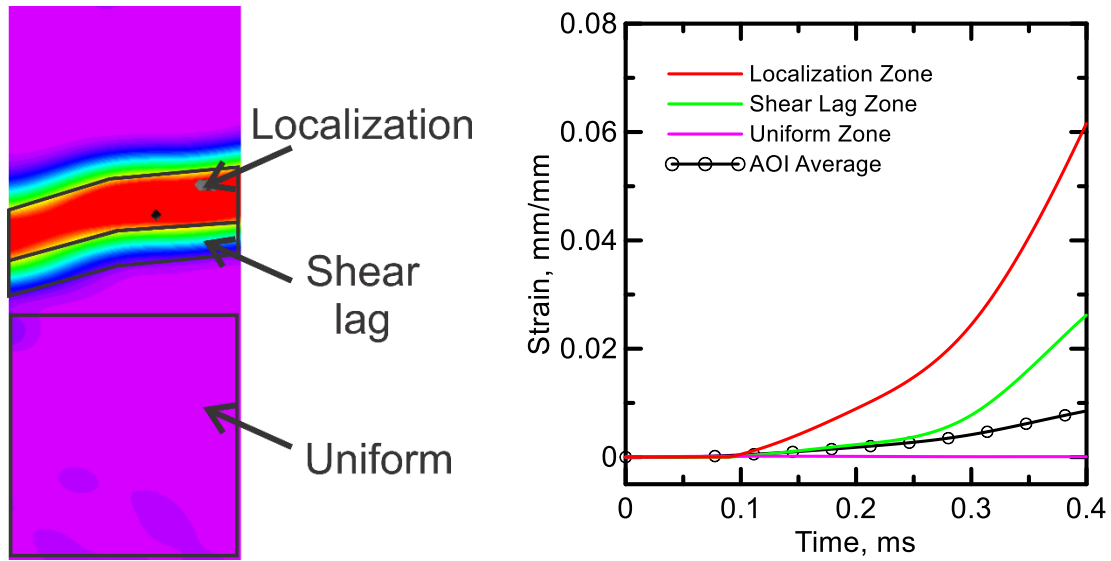 Localization
Shear
lag
Uniform
0.08
0.06
0.04
0.02
0
Strain, mm/mm
Localization Zone
Shear Lag Zone
Uniform Zone
AOI Average
0 0.1 0.2 0.3 0.4
Time, ms